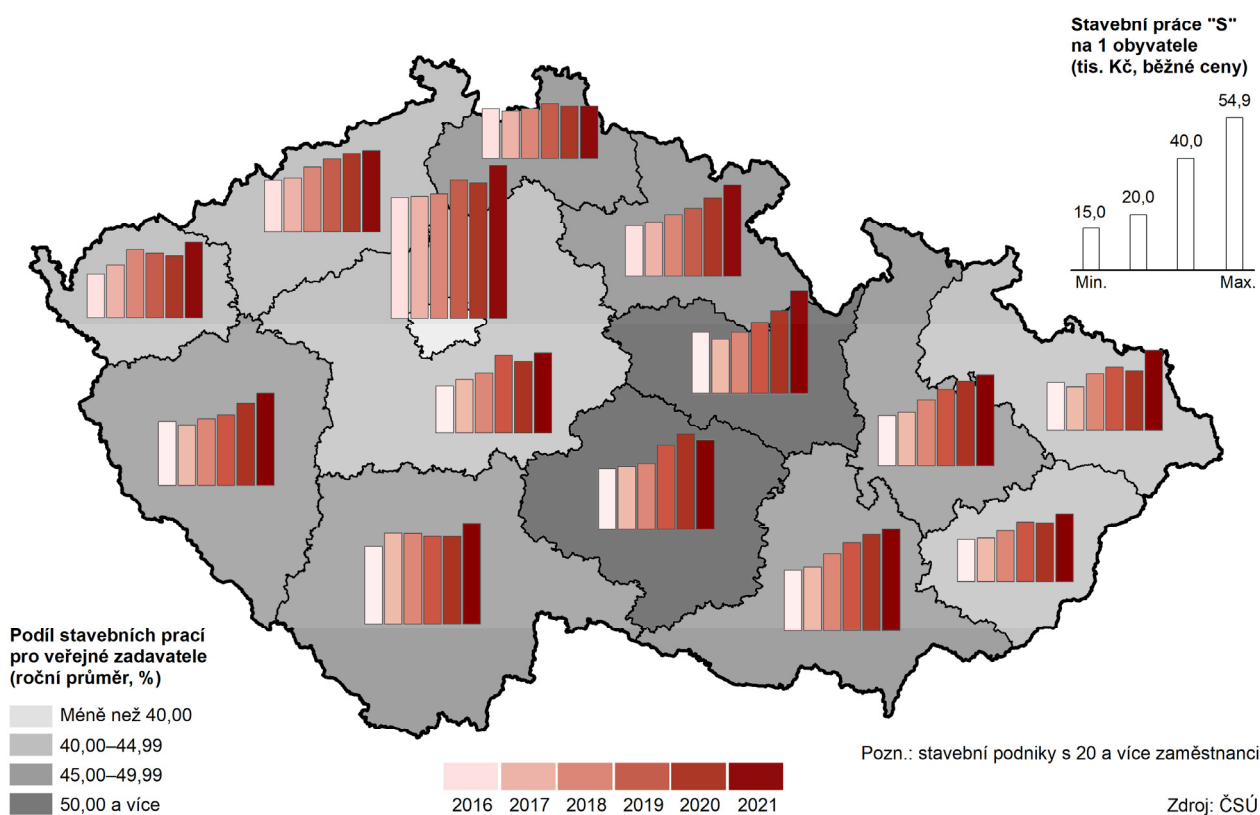 Stavební práce "S"
na 1 obyvatele
(tis. Kč, běžné ceny)
54,9
40,0
20,0
15,0
Min.
Max.
Podíl stavebních prací
pro veřejné zadavatele
(roční průměr, %)
Méně než 40,00
40,00–44,99
45,00–49,99
50,00 a více
2016 2017 2018 2019 2020 2021
Pozn.: stavební podniky s 20 a více zaměstnanci
Zdroj: ČSÚ